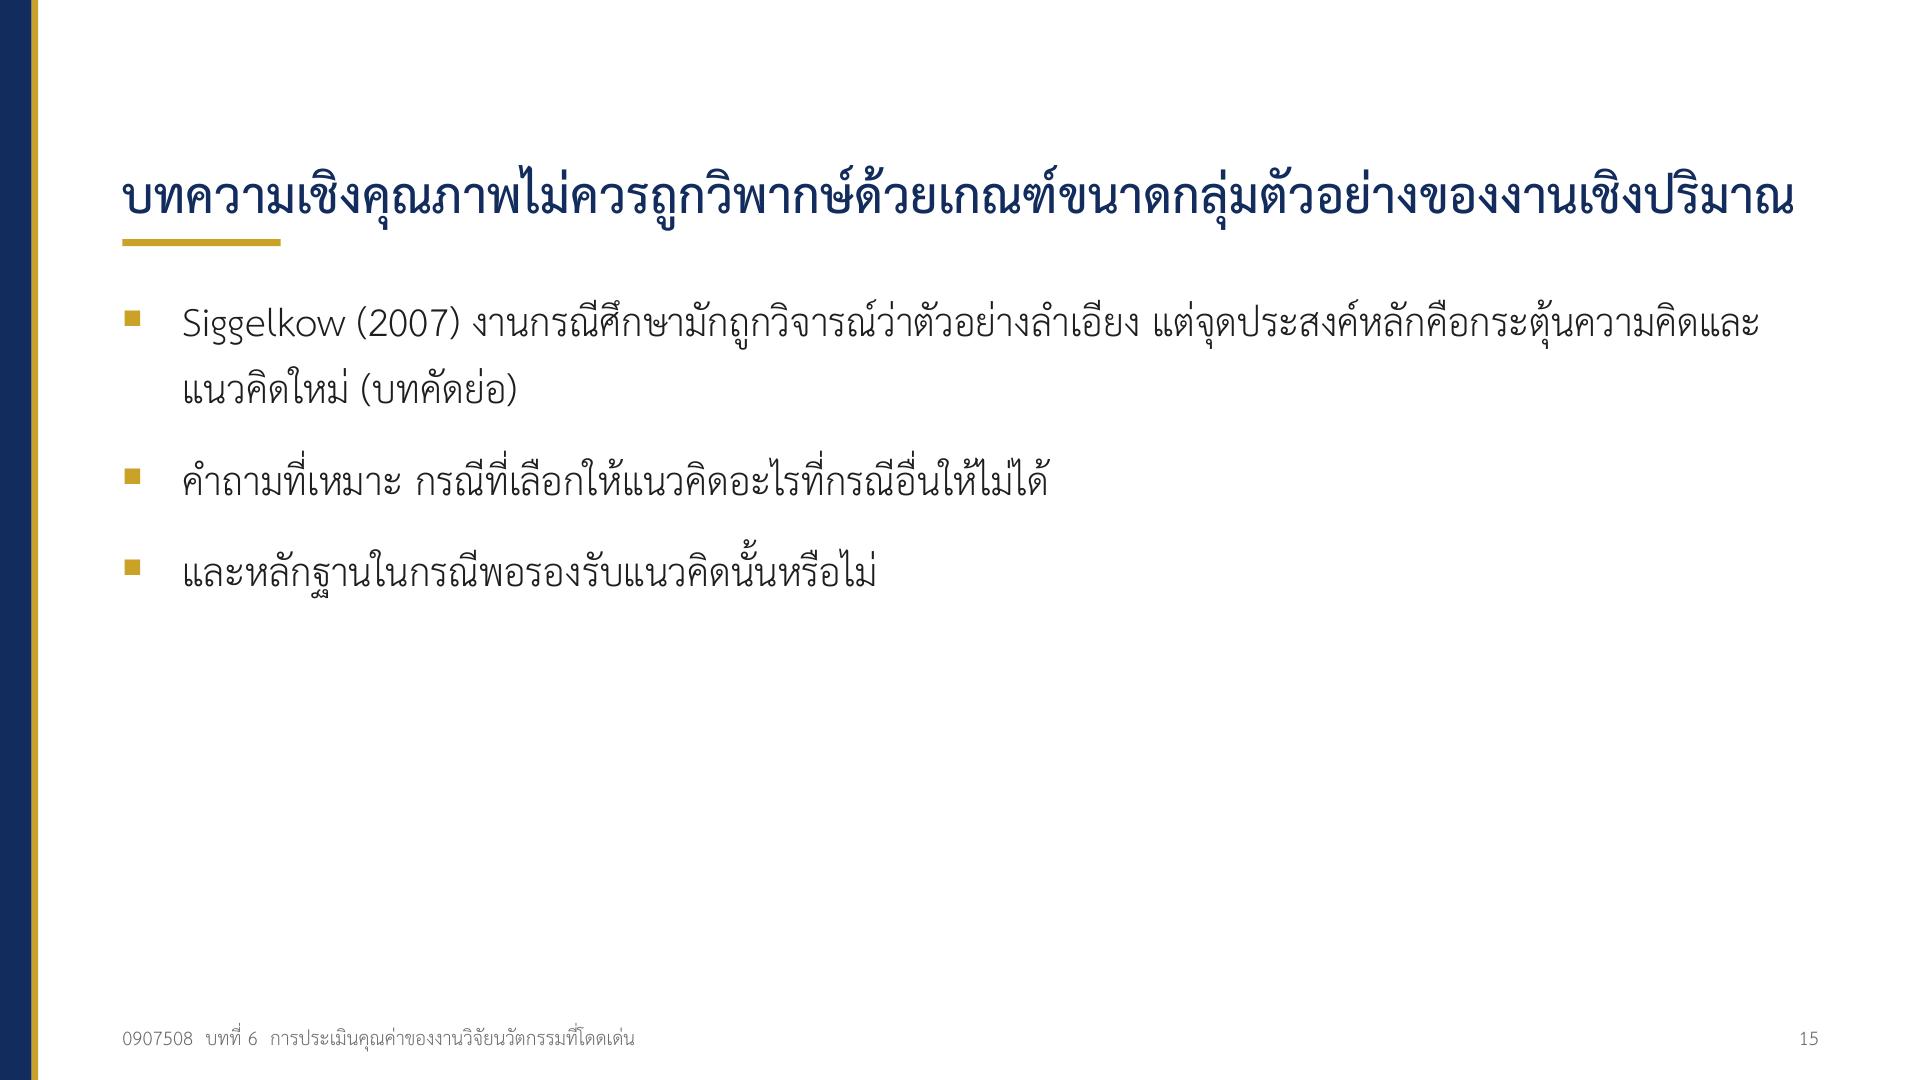 บทความเชิงคุณภาพไม่ควรถูกวิพากษ์ด้วยเกณฑ์ขนาดกลุ่มตัวอย่างของงานเชิงปริมาณ
Siggelkow (2007) งานกรณีศึกษามักถูกวิจารณ์ว่าตัวอย่างลำเอียง แต่จุดประสงค์หลักคือกระตุ้นความคิดและ
แนวคิดใหม่ (บทคัดย่อ)
คำถามที่เหมาะ กรณีที่เลือกให้แนวคิดอะไรที่กรณีอื่นให้ไม่ได้
และหลักฐานในกรณีพอรองรับแนวคิดนั้นหรือไม่
0907508 บทที่ 6 การประเมินคุณค่าของงานวิจัยนวัตกรรมที่โดดเด่น
15